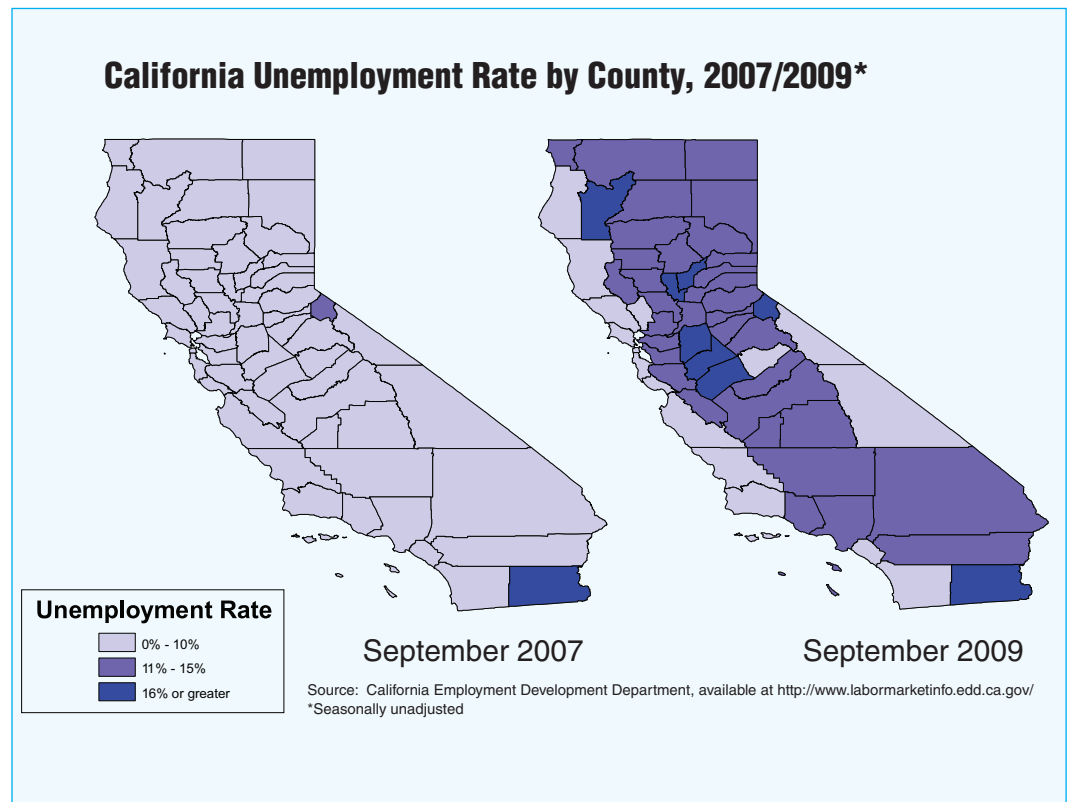 California Unemployment Rate by County, 2007/2009*
Unemployment Rate
0% - 10%
11% - 15%
16% or greater
September 2007
September 2009
Source: California Employment Development Department, available at http://www.labormarketinfo.edd.ca.gov/
*Seasonally unadjusted